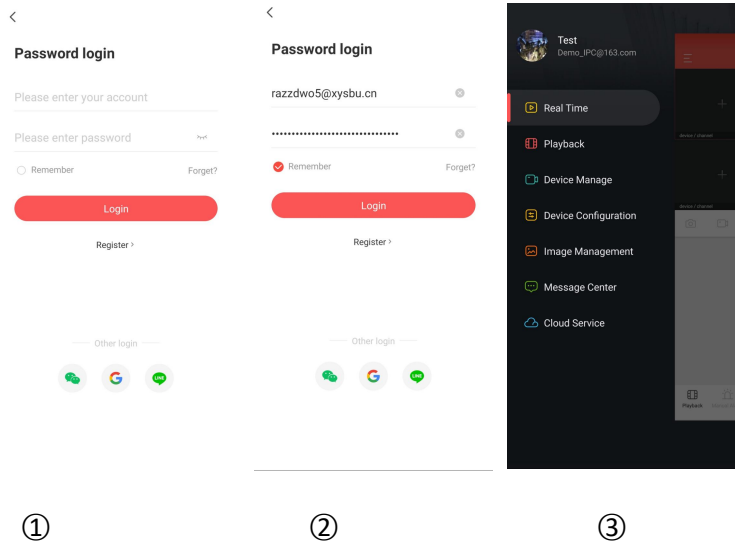 Password login
Please enter your account
Please enter password
Remember
Forget?
Login
Register >
Other login
LINE
①
Password login
razzdwo5@xysbu.cn
••••••••••••••••••••••••••••••••
Remember
Forget?
Login
Register >
Other login
LINE
②
Test
Demo_IPC@163.com
Real Time
Playback
Device Manage
Device Configuration
Image Management
Message Center
Cloud Service
device / channel
device / channel
Playback
③